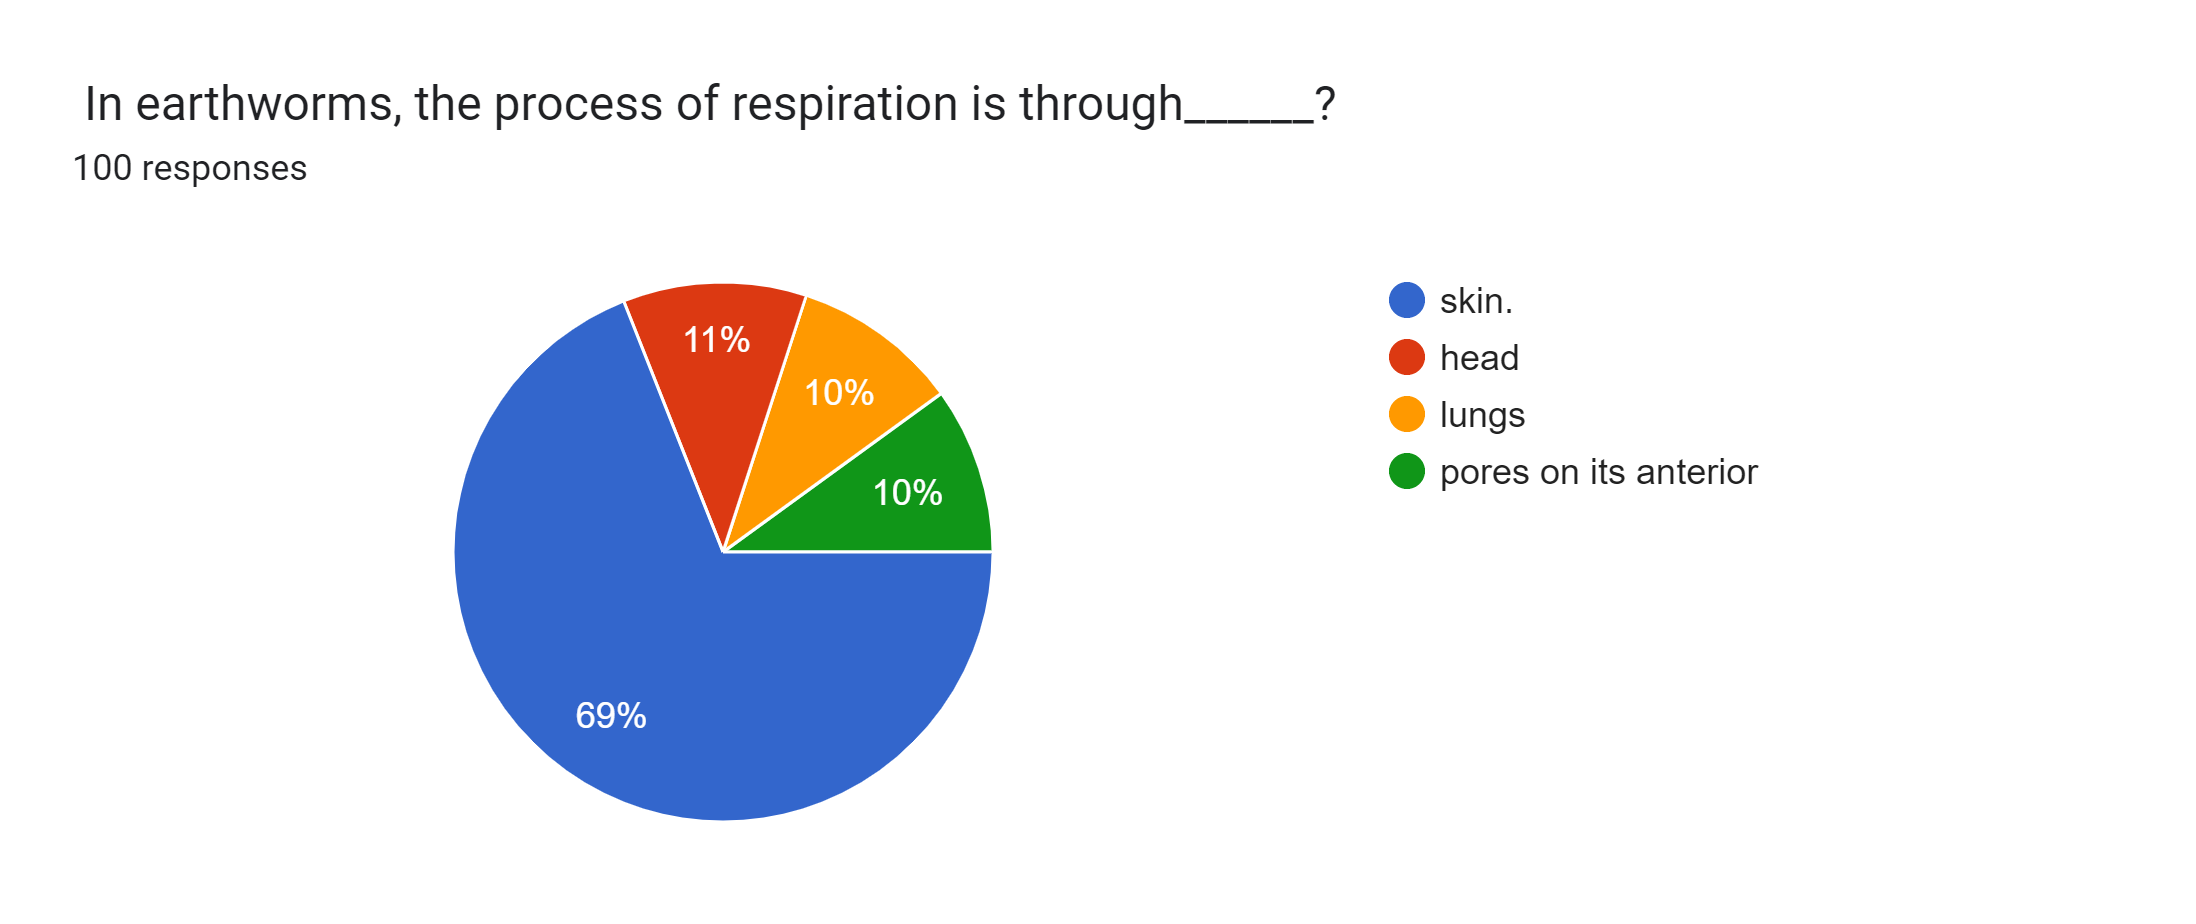 In earthworms, the process of respiration is through______?
100 responses
11%
10%
10%
69%
skin.
head
lungs
pores on its anterior